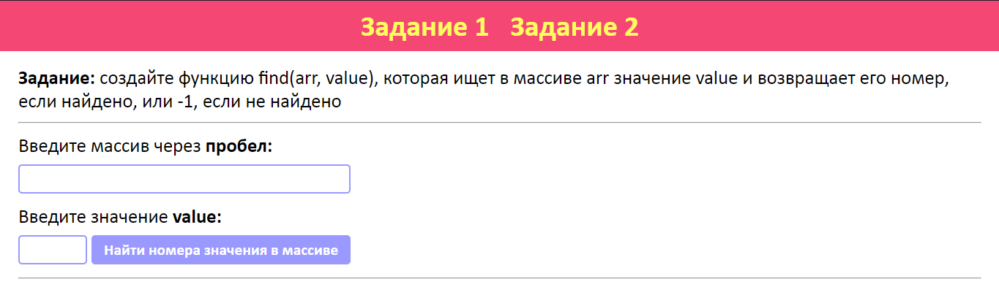 Задание 1 Задание 2
Задание: создайте функцию find(arr, value), которая ищет в массиве arr значение value и возвращает его номер,
если найдено, или -1, если не найдено
Введите массив через пробел:
Введите значение value:
Найти номера значения в массиве